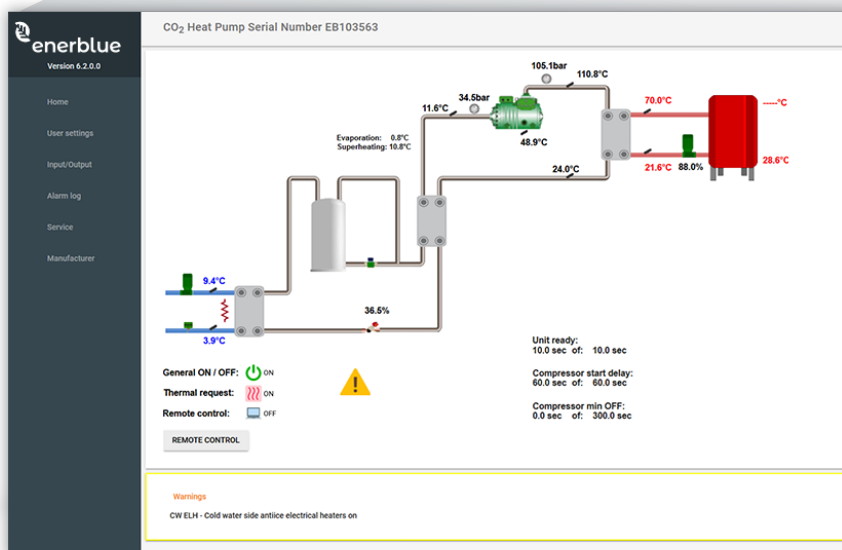 CO2 Heat Pump Serial Number EB103563
enerblue
Version 6.2.0.0
Home
User settings
Input/Output
Alarm log
Service
Manufacturer
105.1bar
110.8°C
34.5bar
11.6°C
70.0°C
-----°C
Evaporation: 0.8°C
Superheating: 10.8°C
48.9°C
24.0°C
21.6°C
88.0%
28.6°C
9.4°C
36.5%
3.9°C
Unit ready:
10.0 sec of: 10.0 sec
General ON / OFF: ON
Compressor start delay:
60.0 sec of: 60.0 sec
Thermal request: ON
Compressor min OFF:
0.0 sec of: 300.0 sec
Remote control: OFF
REMOTE CONTROL
Warnings
CW ELH - Cold water side antiice electrical heaters on